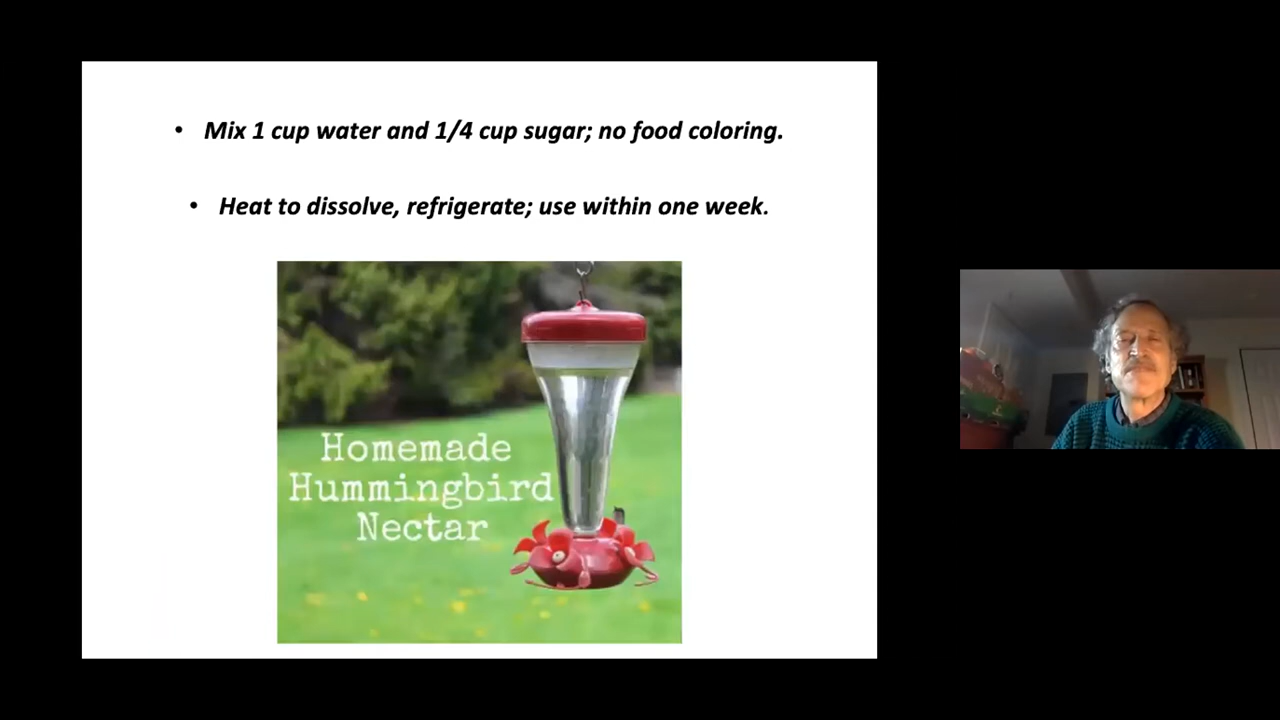 • Mix 1 cup water and 1/4 cup sugar; no food coloring.
• Heat to dissolve, refrigerate; use within one week.
Homemade
Hummingbird
Nectar